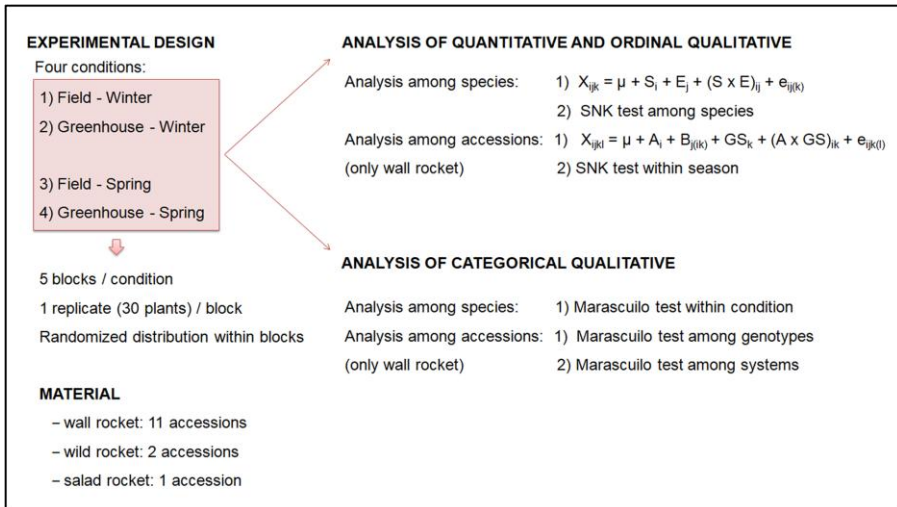 EXPERIMENTAL DESIGN
Four conditions:
1) Field - Winter
2) Greenhouse - Winter
3) Field - Spring
4) Greenhouse - Spring
5 blocks / condition
1 replicate (30 plants) / block
Randomized distribution within blocks
MATERIAL
– wall rocket: 11 accessions
– wild rocket: 2 accessions
– salad rocket: 1 accession
ANALYSIS OF QUANTITATIVE AND ORDINAL QUALITATIVE
Analysis among species: 1) Xijk = µ + Si + Ej + (S x E)ij + eij(k)
2) SNK test among species
Analysis among accessions: 1) Xijkl = µ + Ai + Bj(ik) + GSk + (A x GS)ik + eijk(l)
(only wall rocket) 2) SNK test within season
ANALYSIS OF CATEGORICAL QUALITATIVE
Analysis among species: 1) Marascuilo test within condition
Analysis among accessions: 1) Marascuilo test among genotypes
(only wall rocket) 2) Marascuilo test among systems